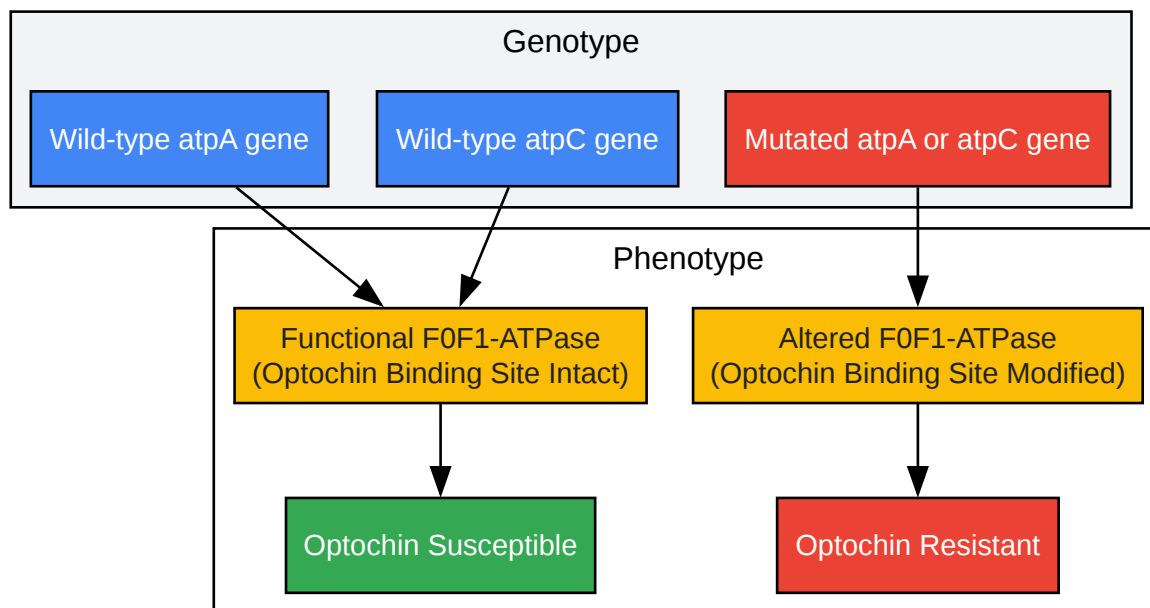 Genotype
Wild-type atpA gene
Wild-type atpC gene
Mutated atpA or atpC gene
Phenotype
Functional F0F1-ATPase
(Optochin Binding Site Intact)
Altered F0F1-ATPase
(Optochin Binding Site Modified)
Optochin Susceptible
Optochin Resistant